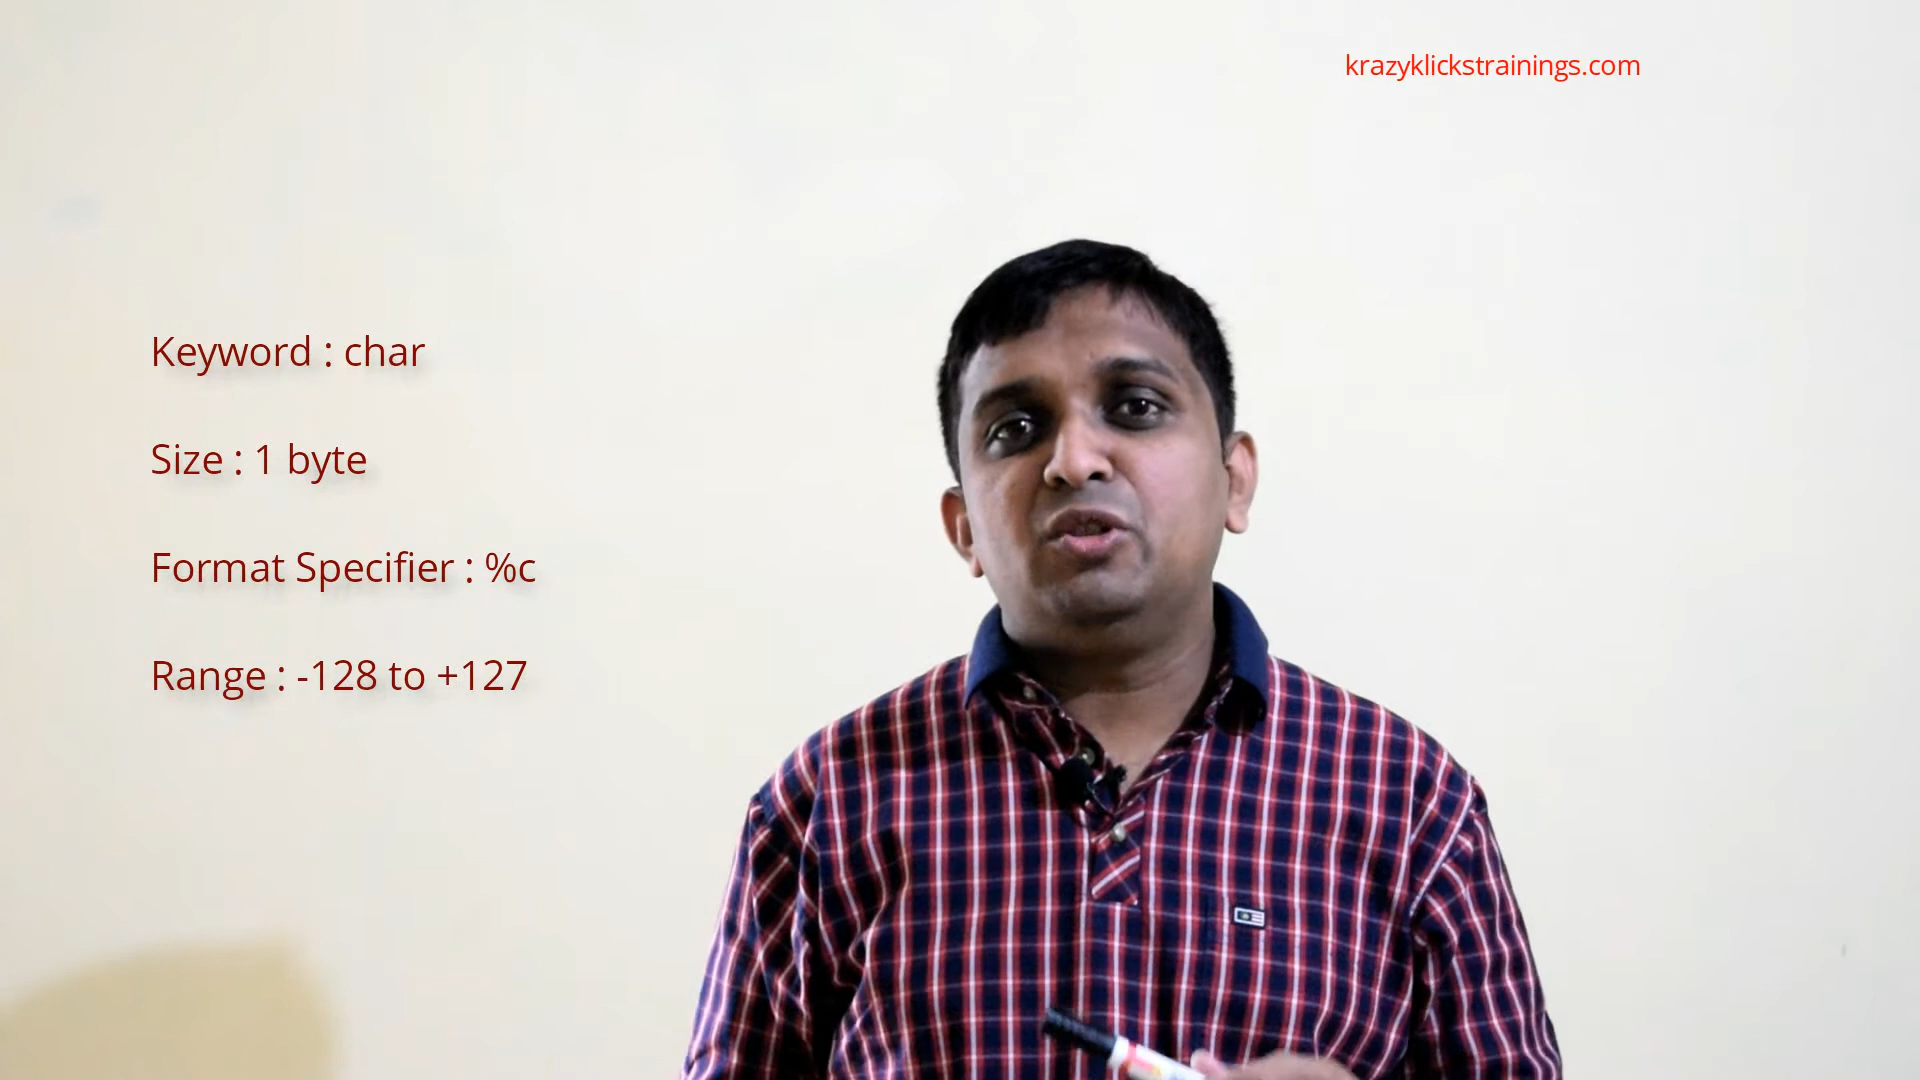 krazyklickstrainings.com
Keyword : char
Size : 1 byte
Format Specifier : %c
Range : -128 to +127